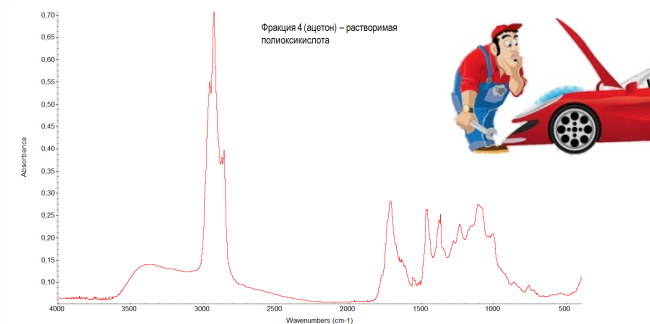 Фракция 4 (ацетон) – растворимая
полиоксикислота
0,70
0,65
0,60
0,55
0,50
0,45
0,40
0,35
0,30
0,25
0,20
0,15
0,10
Absorbance
4000 3500 3000 2500 2000 1500 1000 500
Wavenumbers (cm-1)